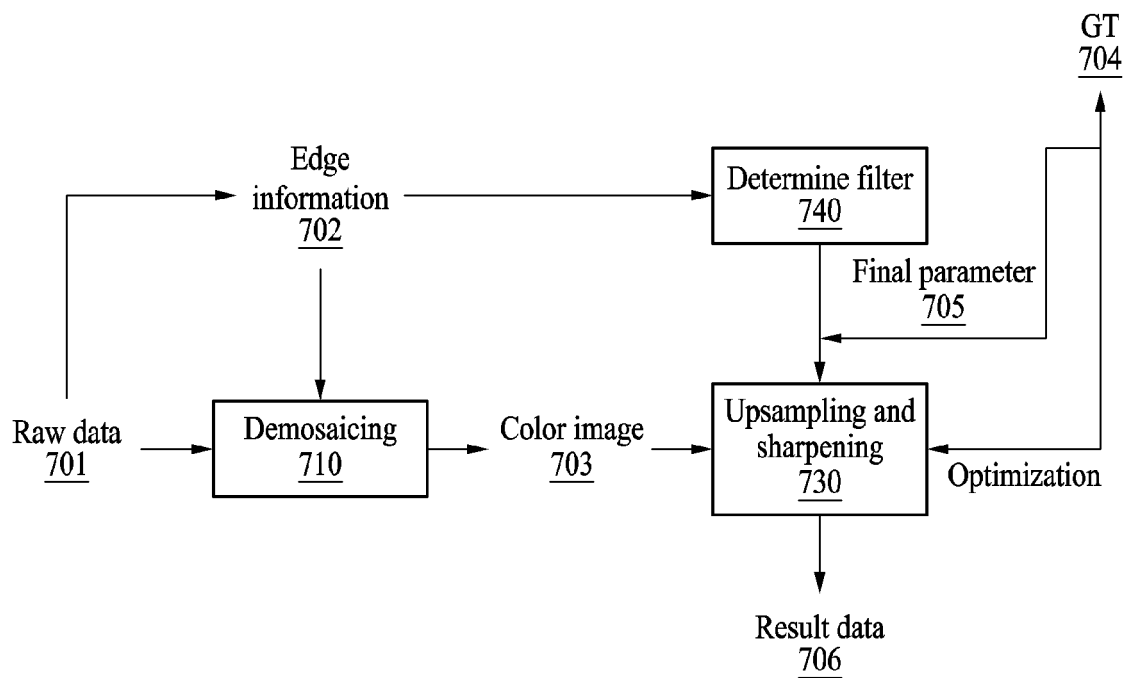 GT
704
Edge
information
702
Determine filter
740
Final parameter
705
Raw data
701
Demosaicing
710
Color image
703
Upsampling and
sharpening
730
Optimization
Result data
706